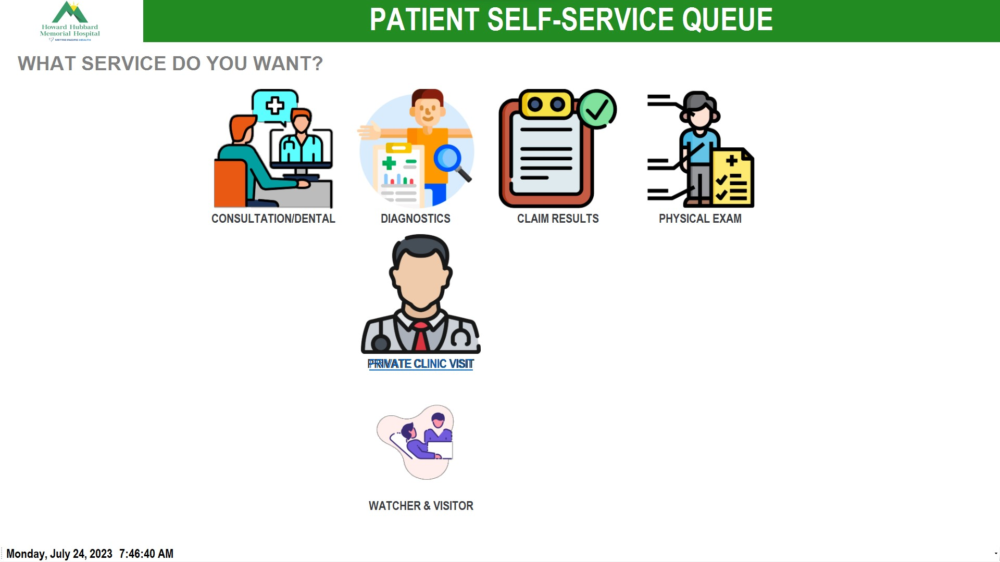 Howard Hubbard
Memorial Hospital
METRO PACIFIC HEALTH
PATIENT SELF-SERVICE QUEUE
WHAT SERVICE DO YOU WANT?
CONSULTATION/DENTAL
DIAGNOSTICS
CLAIM RESULTS
PHYSICAL EXAM
PRIVATE CLINIC VISIT
WATCHER & VISITOR
Monday, July 24, 2023 7:46:40 AM